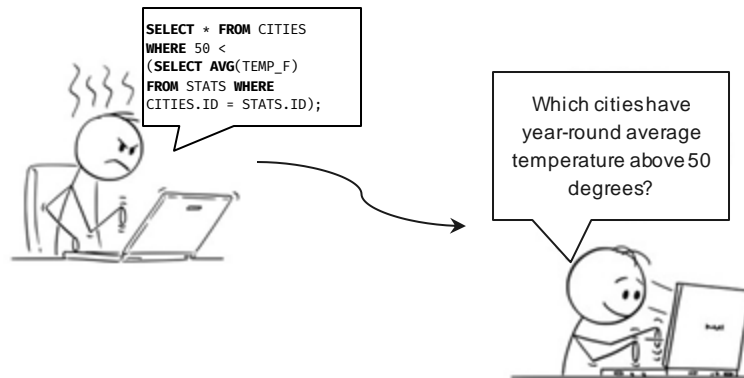 SELECT * FROM CITIES
WHERE 50 <
(SELECT AVG(TEMP_F)
FROM STATS WHERE
CITIES.ID = STATS.ID);
Which cities have
year-round average
temperature above 50
degrees?